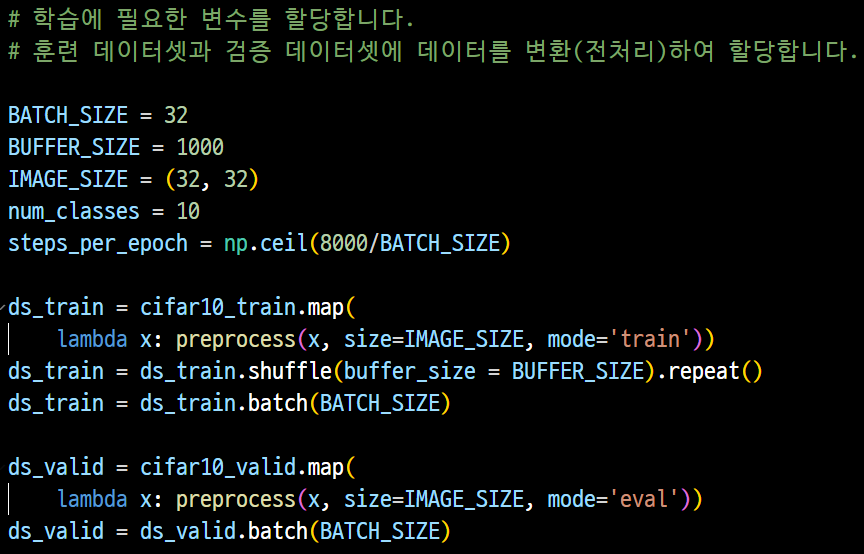 # 학습에 필요한 변수를 할당합니다.
# 훈련 데이터셋과 검증 데이터셋에 데이터를 변환(전처리)하여 할당합니다.
BATCH_SIZE = 32
BUFFER_SIZE = 1000
IMAGE_SIZE = (32, 32)
num_classes = 10
steps_per_epoch = np.ceil(8000/BATCH_SIZE)
ds_train = cifar10_train.map(
    lambda x: preprocess(x, size=IMAGE_SIZE, mode='train'))
ds_train = ds_train.shuffle(buffer_size = BUFFER_SIZE).repeat()
ds_train = ds_train.batch(BATCH_SIZE)
ds_valid = cifar10_valid.map(
    lambda x: preprocess(x, size=IMAGE_SIZE, mode='eval'))
ds_valid = ds_valid.batch(BATCH_SIZE)